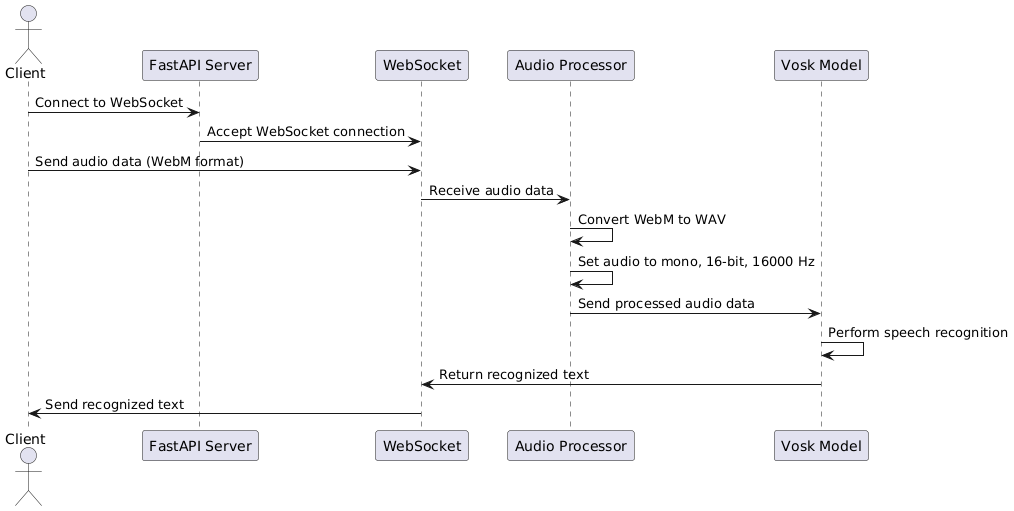 Client
FastAPI Server
WebSocket
Audio Processor
Vosk Model
Connect to WebSocket
Accept WebSocket connection
Send audio data (WebM format)
Receive audio data
Convert WebM to WAV
Set audio to mono, 16-bit, 16000 Hz
Send processed audio data
Perform speech recognition
Return recognized text
Send recognized text
Client
FastAPI Server
WebSocket
Audio Processor
Vosk Model